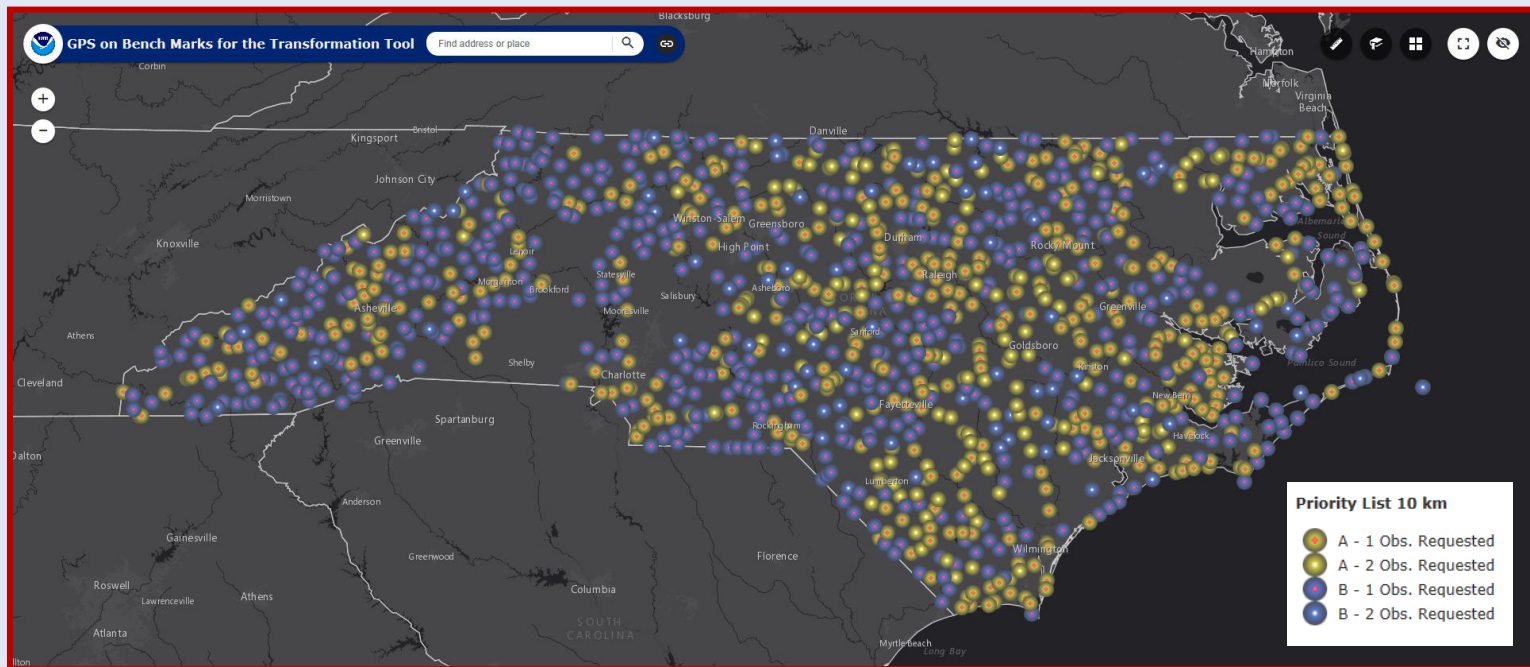 Blacksburg
GPS on Bench Marks for the Transformation Tool
Find address or place
Hampton
Corbin
Norfolk
Virginia
Beach
+
−
Kingsport
Bristol
Danville
Johnson City
Morristown
Winston-Salem
Greensboro
Albemarle
Sound
Knoxville
Durham
High Point
Rocky Mount
Lenoir
Statesville
Raleigh
Morganton
Brookford
Asheboro
Salisbury
Asheville
Mooresville
Greenville
Athens
Sanford
Goldsboro
Shelby
Pamlico Sound
Charlotte
Kinston
Cleveland
New Bern
Fayetteville
Spartanburg
Rockingham
Havelock
Greenville
Dalton
Jacksonville
Lumberton
Anderson
Gainesville
Wilmington
Greenwood
Florence
Roswell
Lawrenceville
Athens
Columbia
SOUTH
CAROLINA
Atlanta
Myrtle Beach
Long Bay
Priority List 10 km
A - 1 Obs. Requested
A - 2 Obs. Requested
B - 1 Obs. Requested
B - 2 Obs. Requested